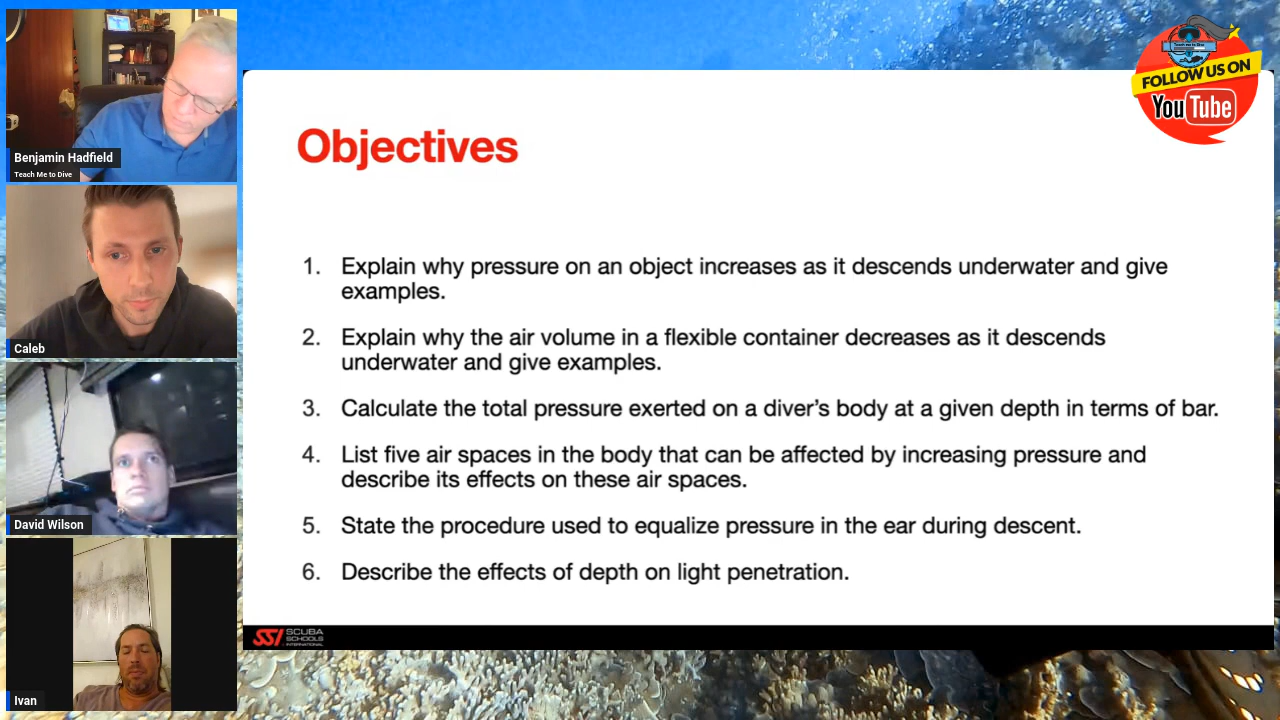 Benjamin Hadfield
Teach Me to Dive
Caleb
David Wilson
Ivan
Teach me to Dive
FOLLOW US ON
YouTube
Objectives
1. Explain why pressure on an object increases as it descends underwater and give
examples.
2. Explain why the air volume in a flexible container decreases as it descends
underwater and give examples.
3. Calculate the total pressure exerted on a diver’s body at a given depth in terms of bar.
4. List five air spaces in the body that can be affected by increasing pressure and
describe its effects on these air spaces.
5. State the procedure used to equalize pressure in the ear during descent.
6. Describe the effects of depth on light penetration.
SSI SCUBA
SCHOOLS
INTERNATIONAL